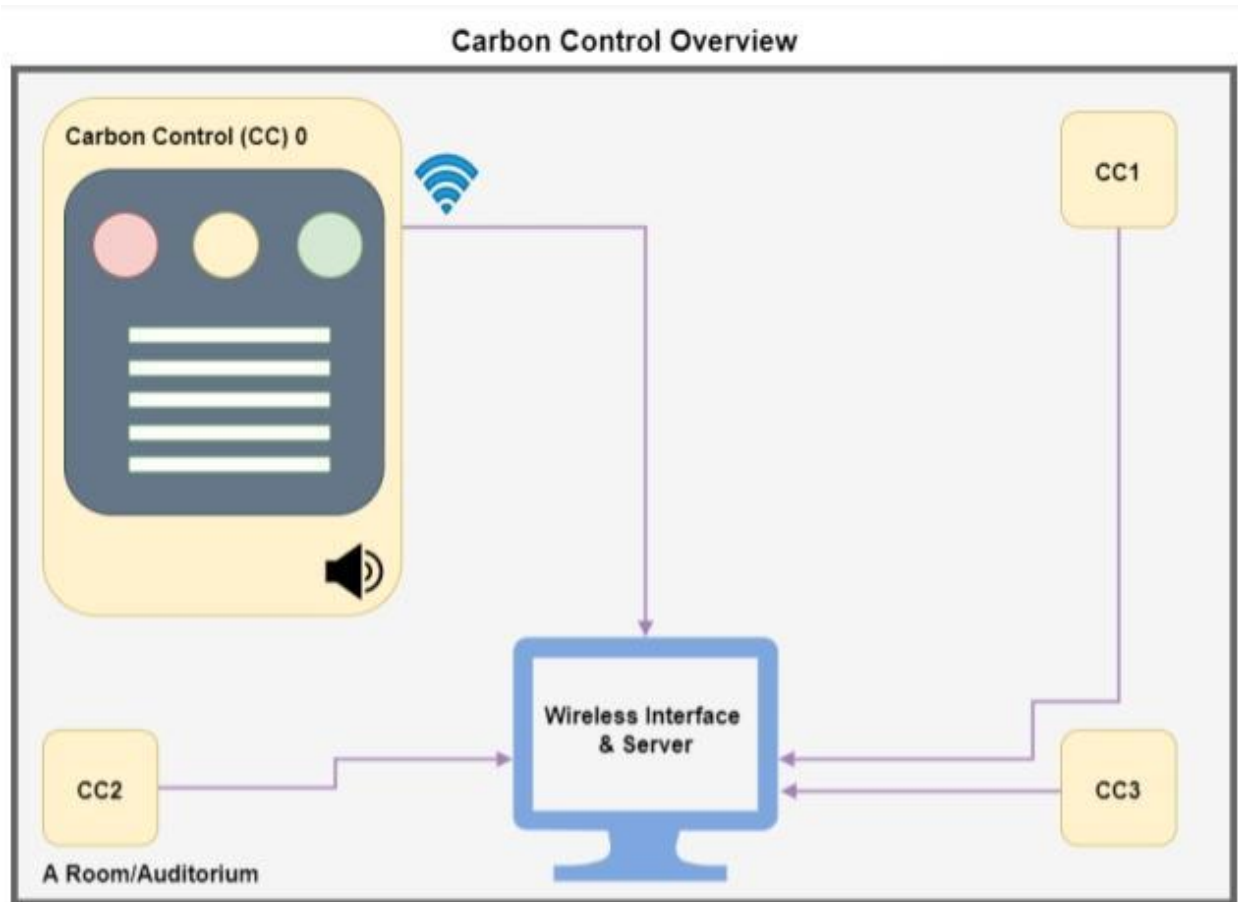 Carbon Control Overview
Carbon Control (CC) 0
CC1
Wireless Interface
& Server
CC2
CC3
A Room/Auditorium